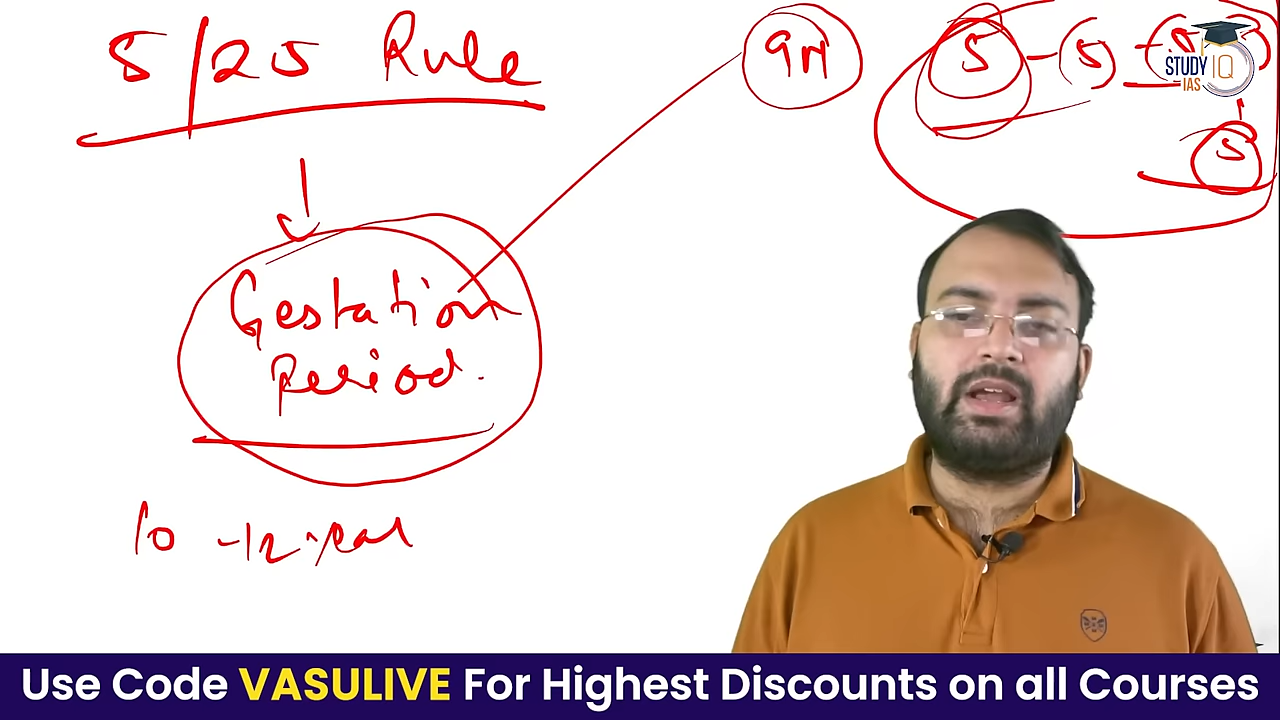 5/25 Rule
9M
5 - (5) - (5
5
STUDY IQ
IAS
Gestation
Period.
10 -12 year
Use Code VASULIVE For Highest Discounts on all Courses